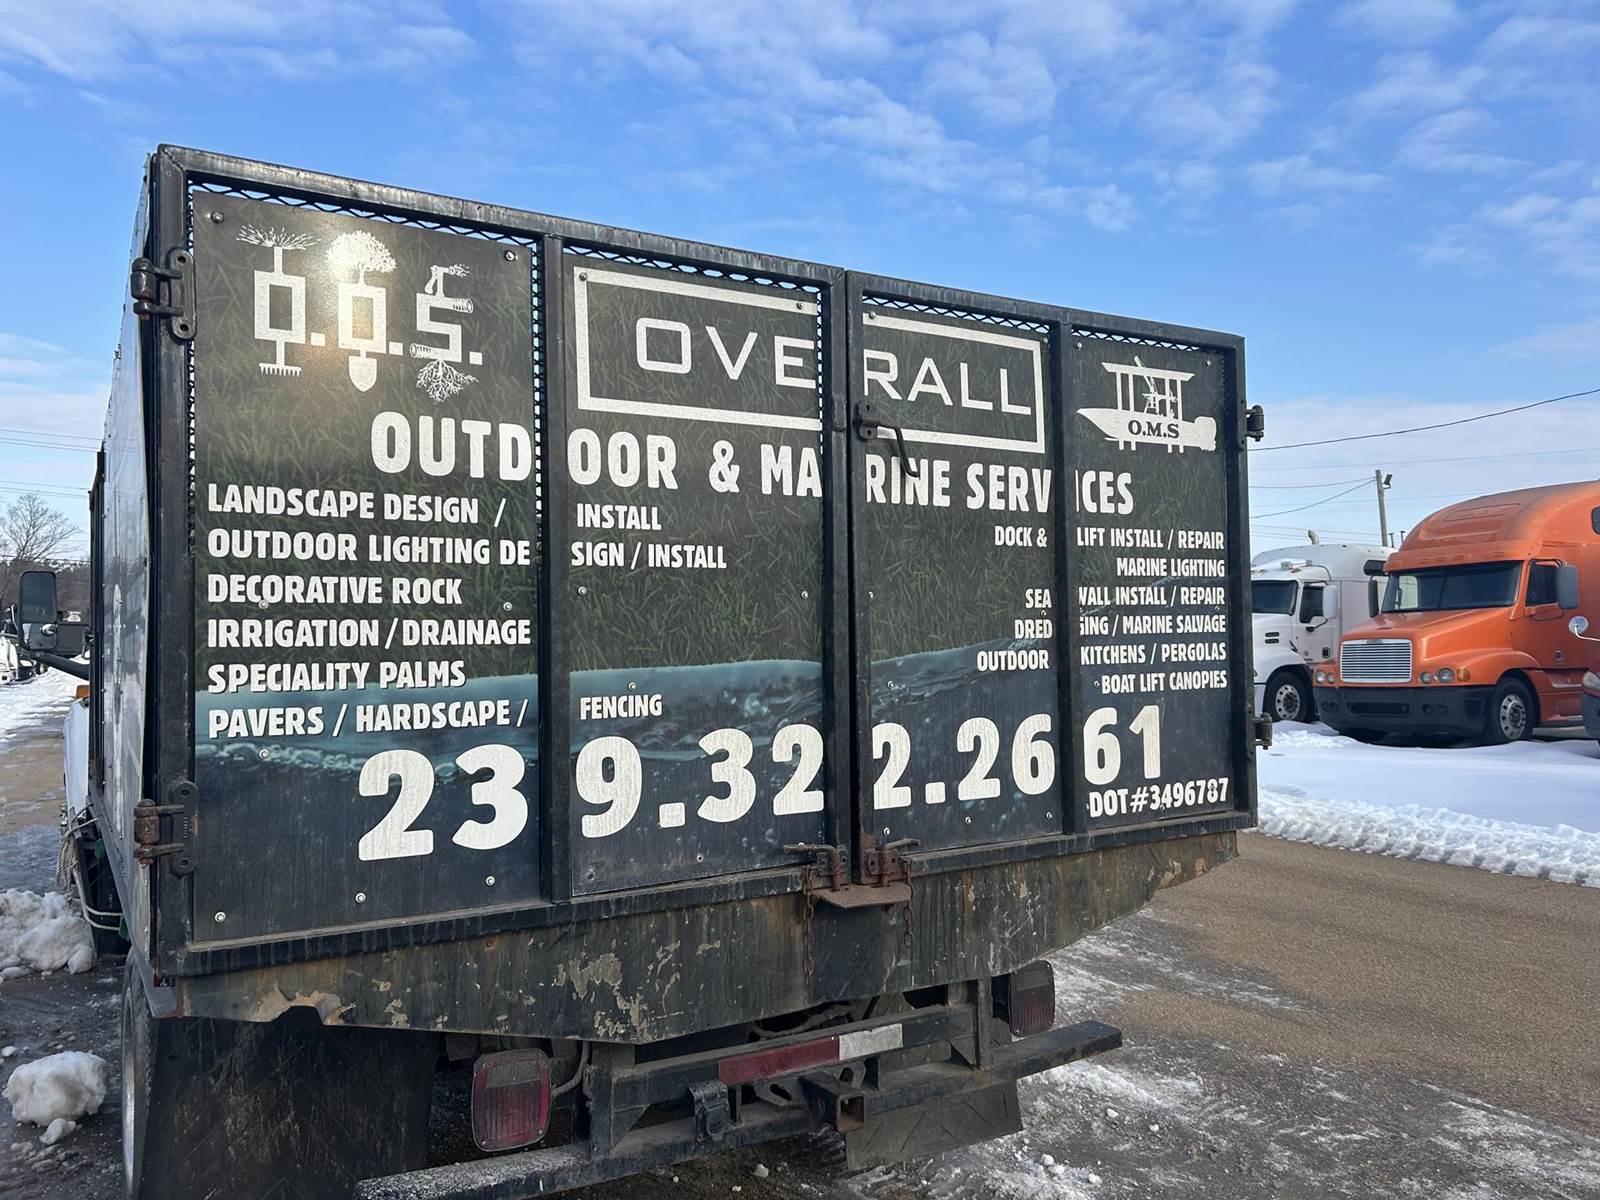 O.O.S.
OVERALL
O.M.S
OUTDOOR & MARINE SERVICES
LANDSCAPE DESIGN / INSTALL
OUTDOOR LIGHTING DESIGN / INSTALL
DECORATIVE ROCK
IRRIGATION / DRAINAGE
SPECIALITY PALMS
PAVERS / HARDSCAPE / FENCING
DOCK & LIFT INSTALL / REPAIR
MARINE LIGHTING
SEA WALL INSTALL / REPAIR
DREDGING / MARINE SALVAGE
OUTDOOR KITCHENS / PERGOLAS
BOAT LIFT CANOPIES
239.322.2661
DOT#3496787